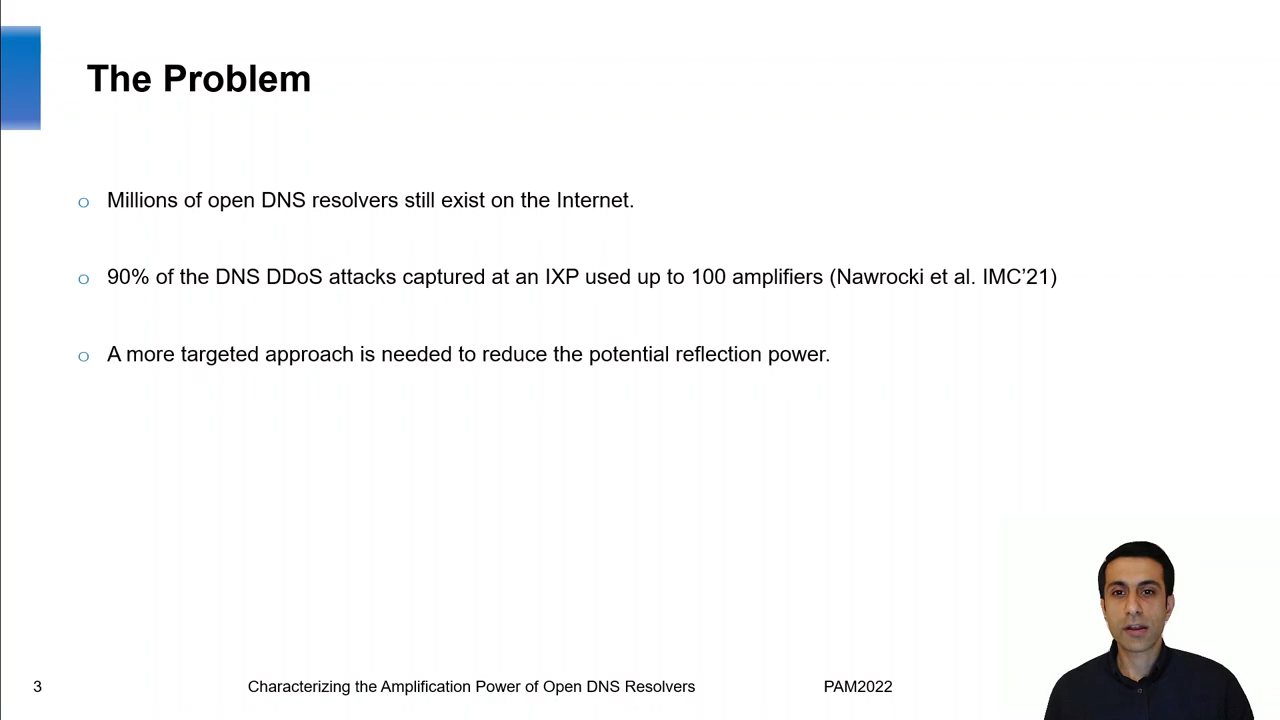 The Problem
Millions of open DNS resolvers still exist on the Internet.
90% of the DNS DDoS attacks captured at an IXP used up to 100 amplifiers (Nawrocki et al. IMC’21)
A more targeted approach is needed to reduce the potential reflection power.
3 Characterizing the Amplification Power of Open DNS Resolvers PAM2022